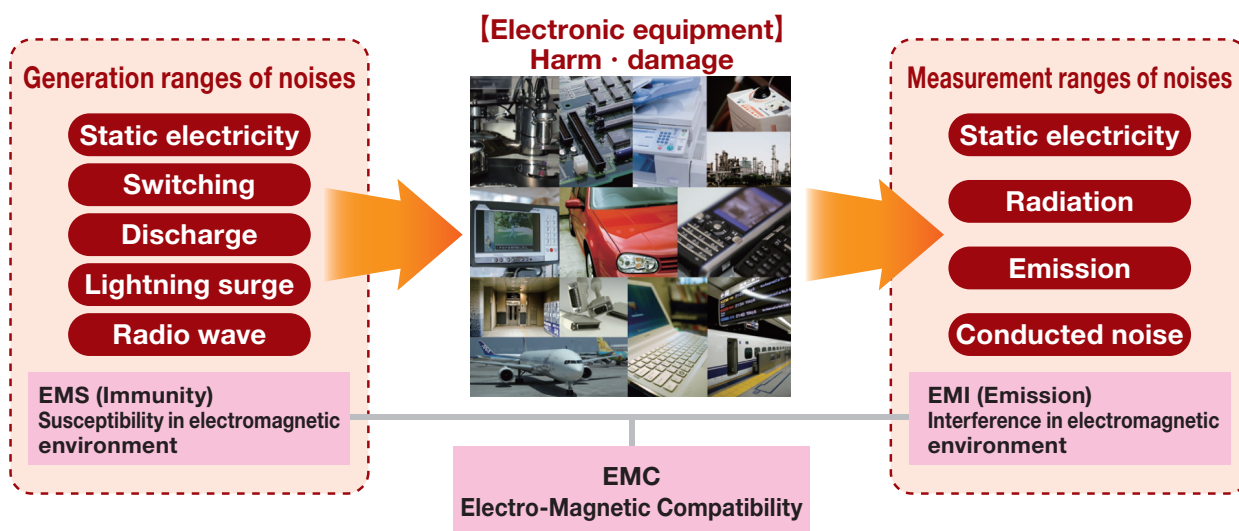 【Electronic equipment】
Harm · damage
Generation ranges of noises
Static electricity
Switching
Discharge
Lightning surge
Radio wave
EMS (Immunity)
Susceptibility in electromagnetic
environment
Measurement ranges of noises
Static electricity
Radiation
Emission
Conducted noise
EMI (Emission)
Interference in electromagnetic
environment
EMC
Electro-Magnetic Compatibility